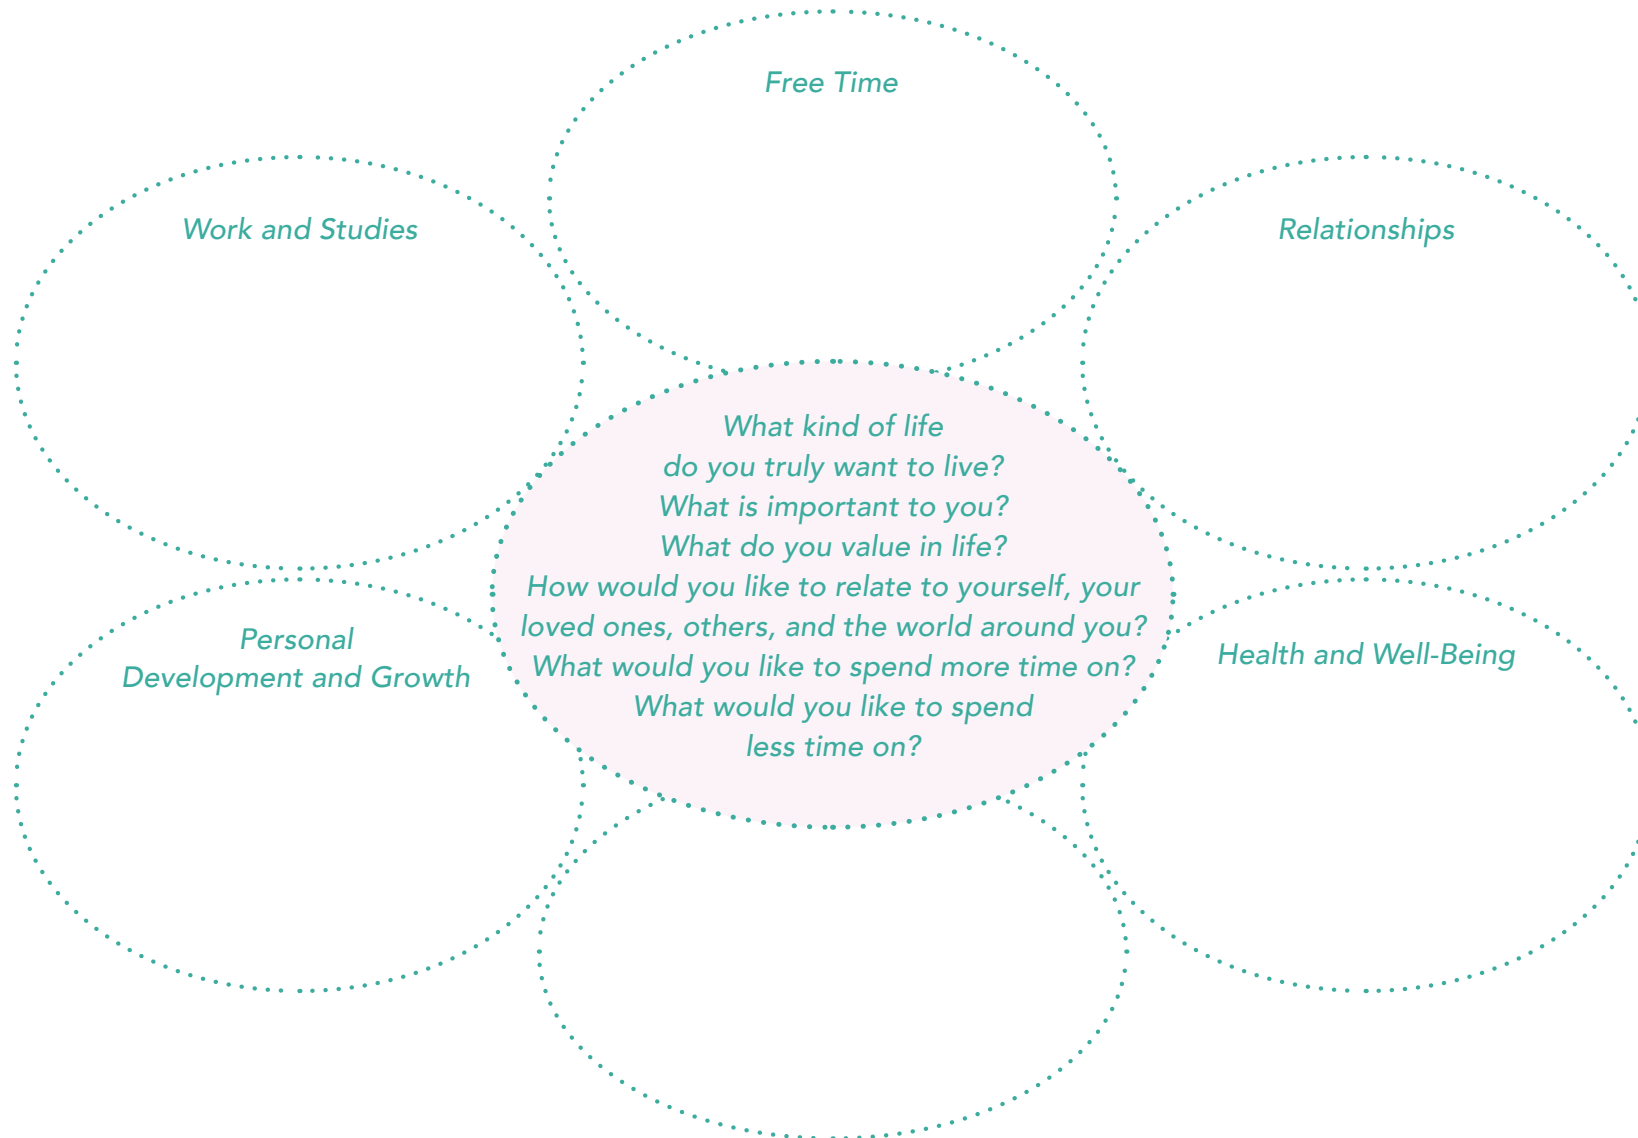 Free Time
Work and Studies
Relationships
What kind of life
do you truly want to live?
What is important to you?
What do you value in life?
How would you like to relate to yourself, your
loved ones, others, and the world around you?
What would you like to spend more time on?
What would you like to spend
less time on?
Personal
Development and Growth
Health and Well-Being